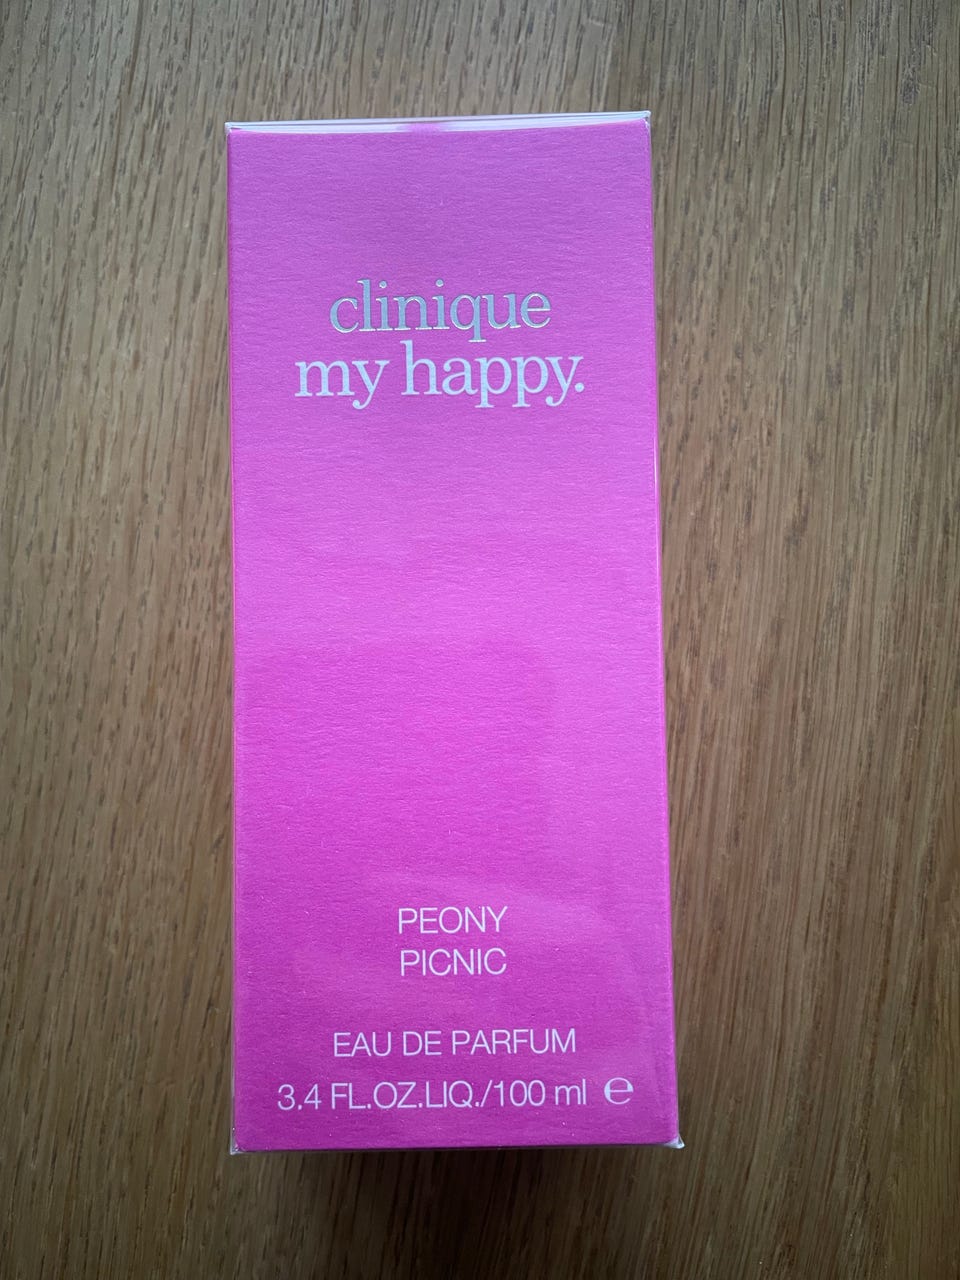 clinique
my happy.
PEONY
PICNIC
EAU DE PARFUM
3.4 FL.OZ.LIQ./100 ml ℮